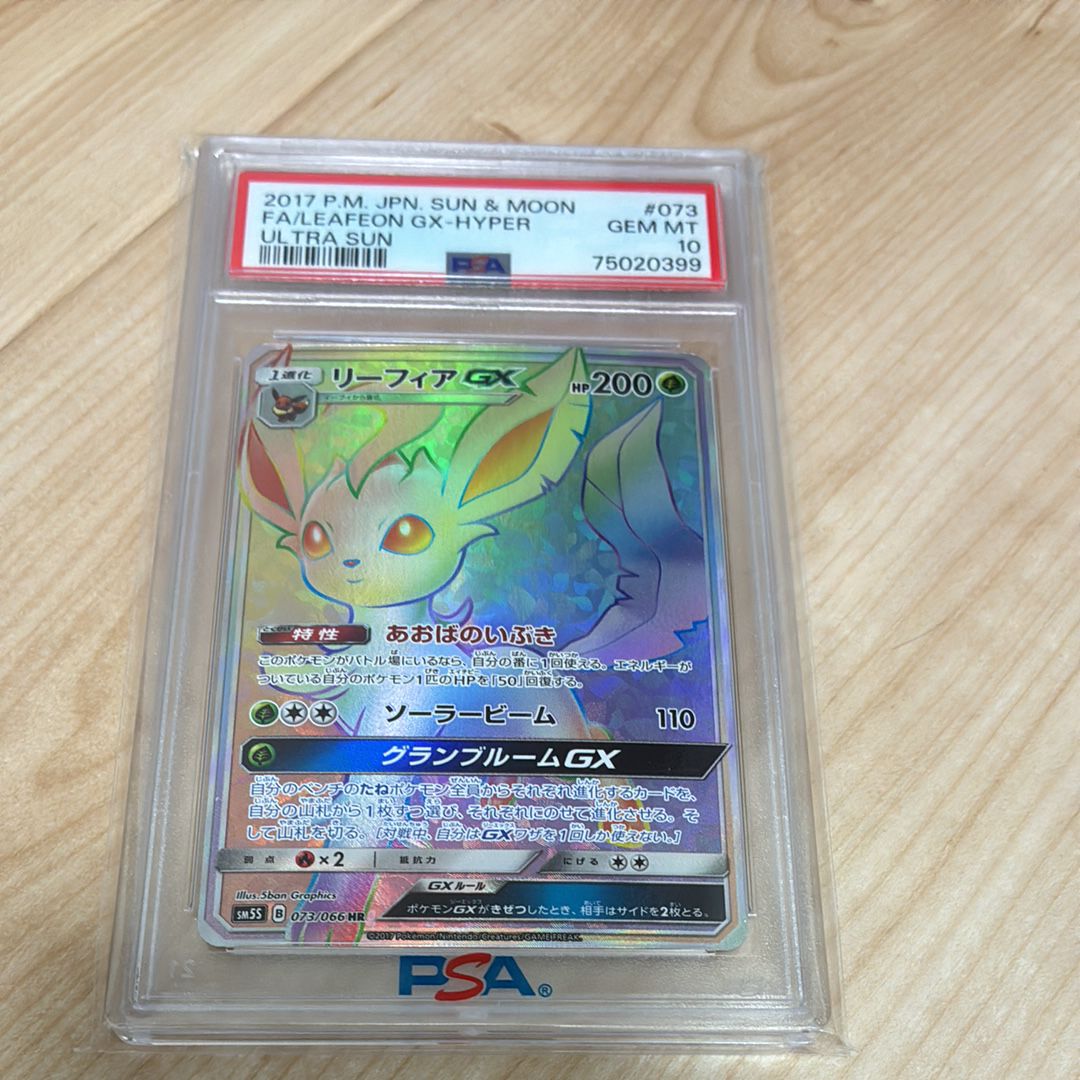 2017 P.M. JPN. SUN & MOON #073
FA/LEAFEON GX-HYPER GEM MT
ULTRA SUN 10
75020399
PSA
1進化 リーフィアGX HP200
イーブイから進化
特性 あおばのいぶき
このポケモンがバトル場にいるなら、自分の番に1回使える。エネルギーが
ついている自分のポケモン1匹のHPを「50」回復する。
ソーラービーム 110
グランブルームGX
自分のベンチのたねポケモン全員からそれぞれ進化するカードを、
自分の山札から1枚ずつ選び、それぞれにのせて進化させる。そ
して山札を切る。[対戦中、自分はGXワザを1回しか使えない。]
弱点 ×2 抵抗力 にげる
Illus.5ban Graphics GXルール
ポケモンGXがきぜつしたとき、相手はサイドを2枚とる。
SM5S B 073/066 HR
©2017 Pokémon/Nintendo/Creatures/GAME FREAK.
PSA®